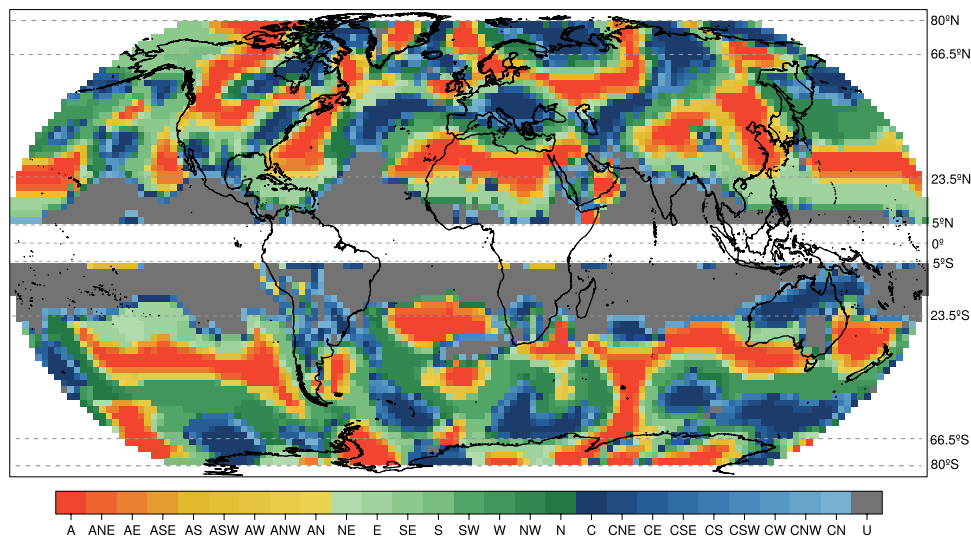 80ºN
66.5ºN
23.5ºN
5ºN
0º
5ºS
23.5ºS
66.5ºS
80ºS
A ANE AE ASE AS ASW AW ANW AN NE E SE S SW W NW N C CNE CE CSE CS CSW CW CNW CN U